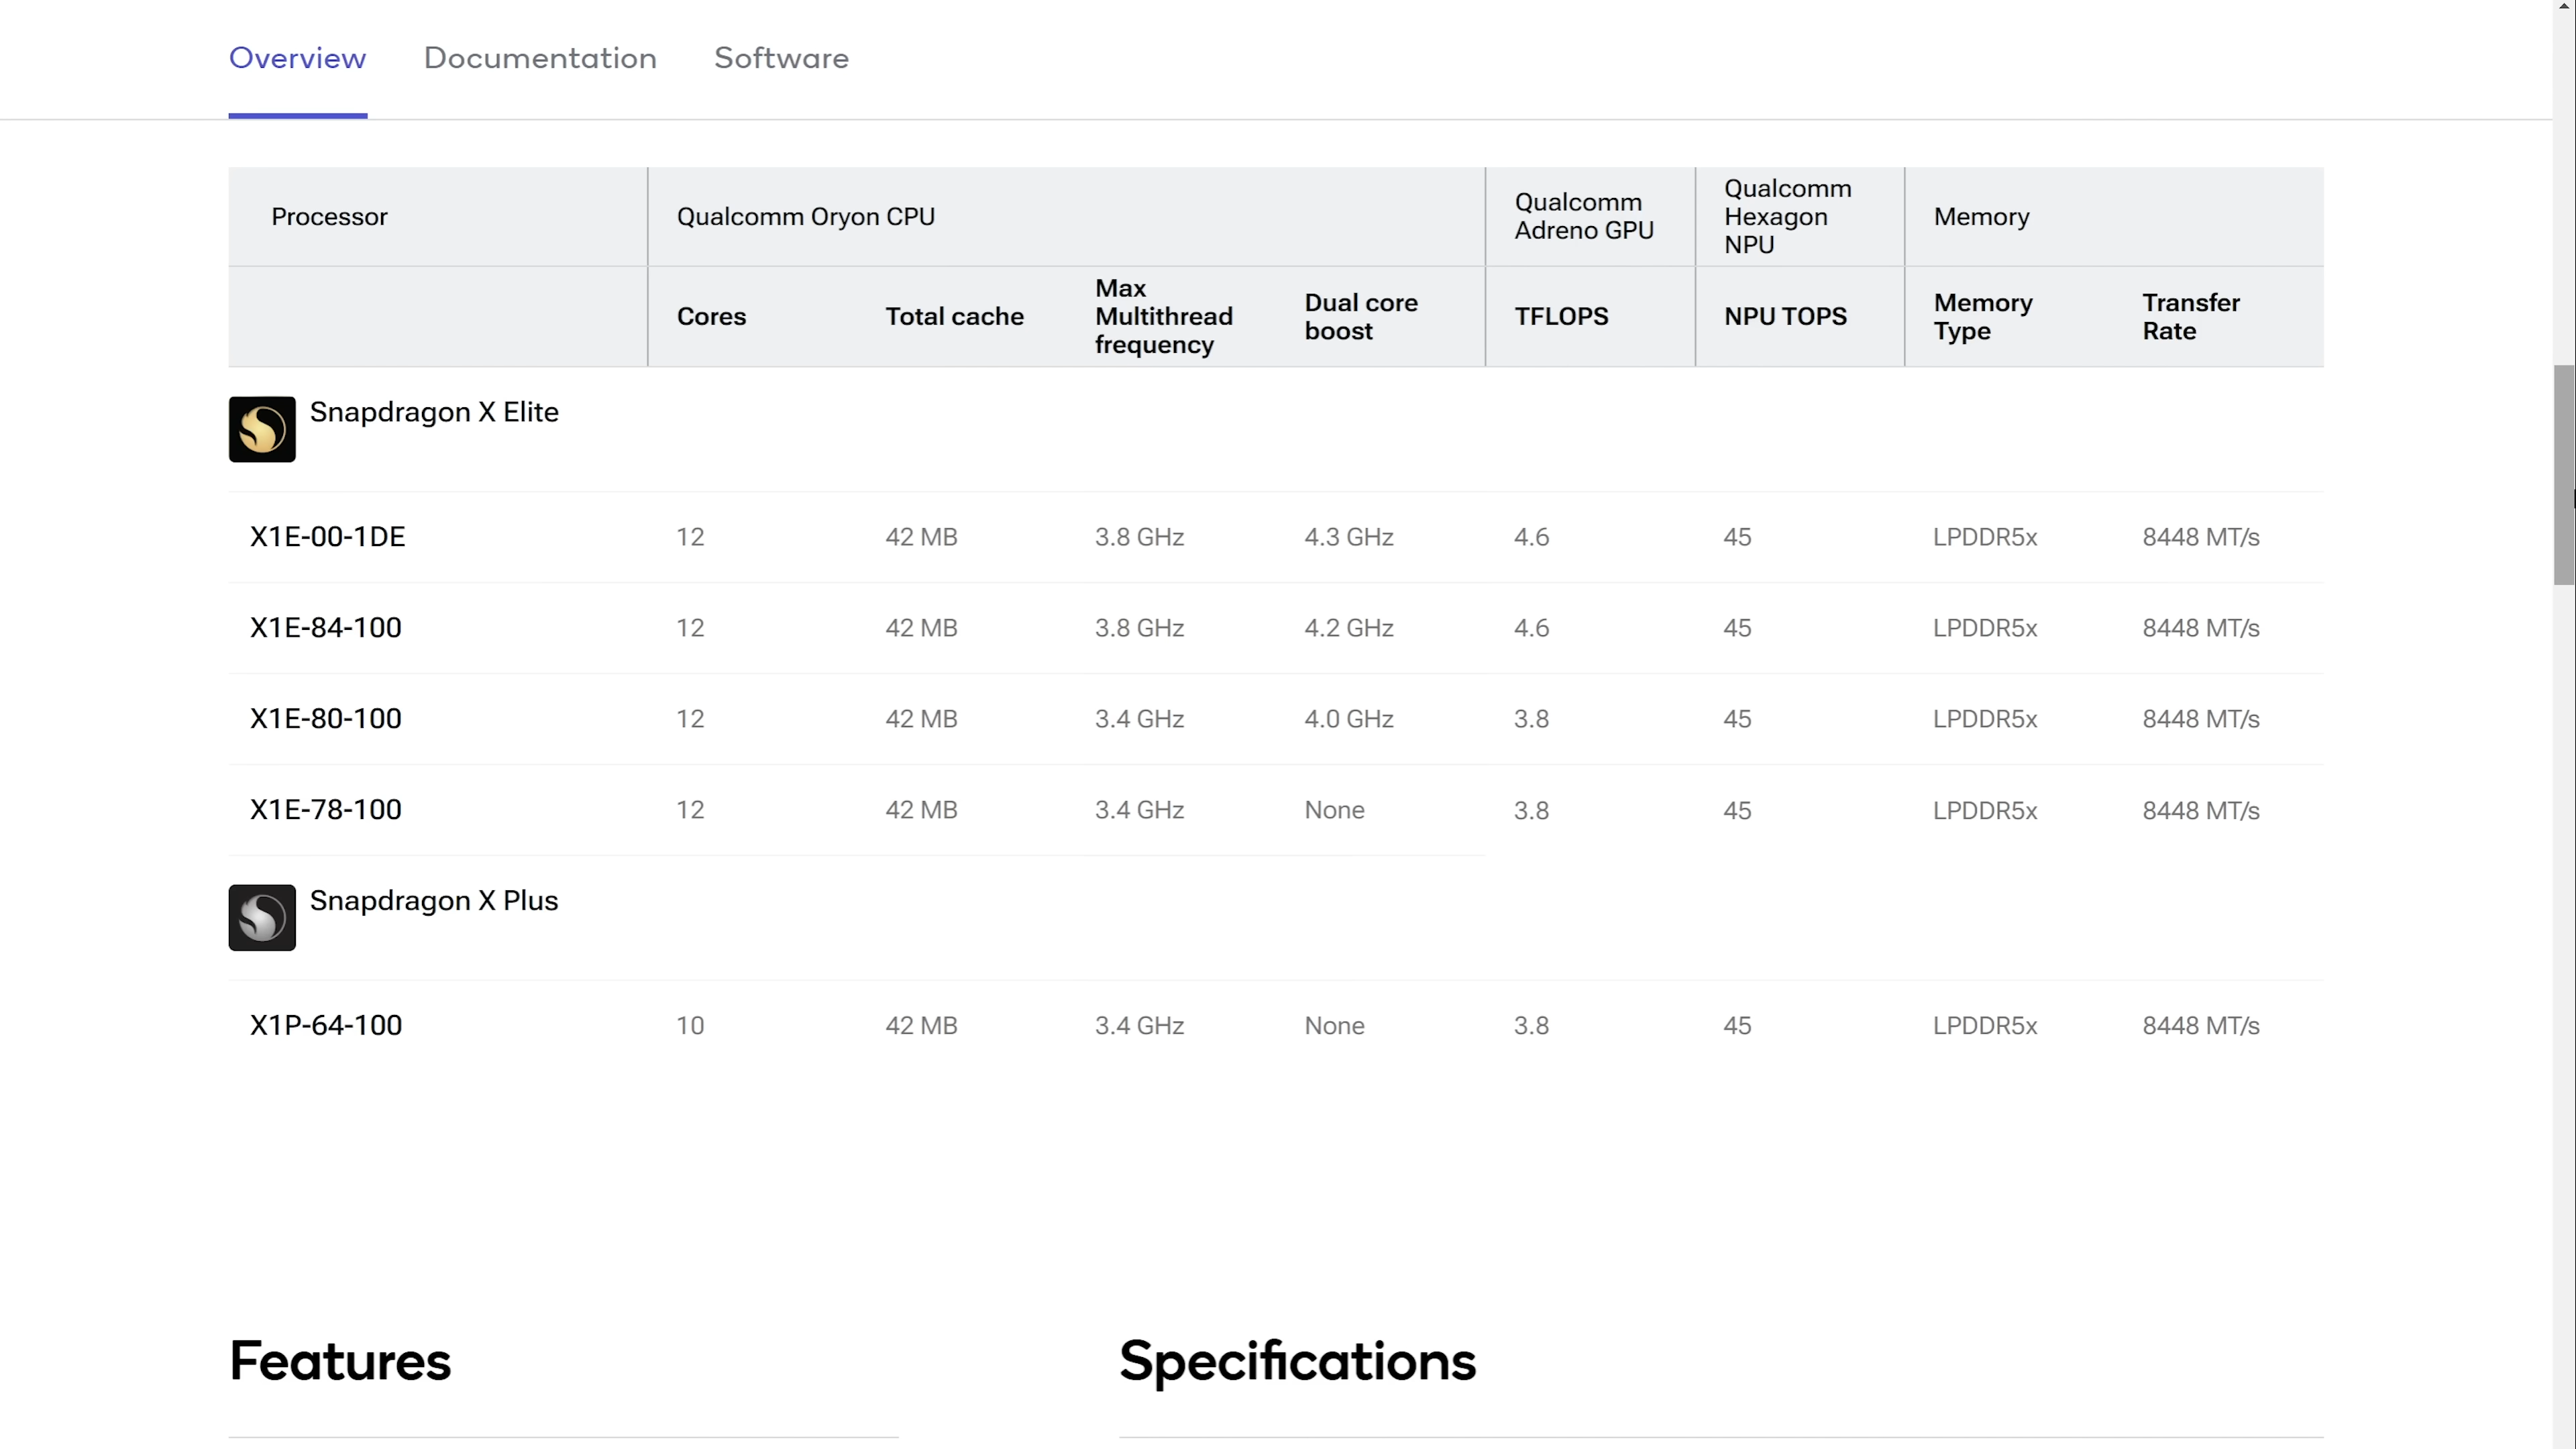 Overview Documentation Software
Processor Qualcomm Oryon CPU Qualcomm Adreno GPU Qualcomm Hexagon NPU Memory
Cores Total cache Max Multithread frequency Dual core boost TFLOPS NPU TOPS Memory Type Transfer Rate
Snapdragon X Elite
X1E-00-1DE 12 42 MB 3.8 GHz 4.3 GHz 4.6 45 LPDDR5x 8448 MT/s
X1E-84-100 12 42 MB 3.8 GHz 4.2 GHz 4.6 45 LPDDR5x 8448 MT/s
X1E-80-100 12 42 MB 3.4 GHz 4.0 GHz 3.8 45 LPDDR5x 8448 MT/s
X1E-78-100 12 42 MB 3.4 GHz None 3.8 45 LPDDR5x 8448 MT/s
Snapdragon X Plus
X1P-64-100 10 42 MB 3.4 GHz None 3.8 45 LPDDR5x 8448 MT/s
Features Specifications